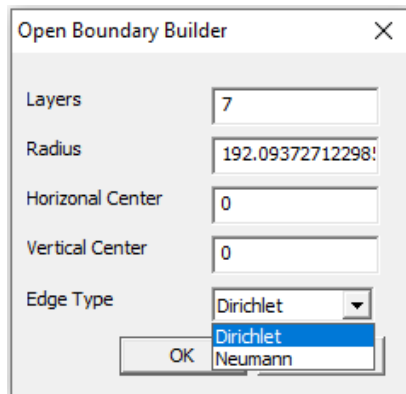 Open Boundary Builder
Layers
7
Radius
192.09372712298
Horizonal Center
0
Vertical Center
0
Edge Type
Dirichlet
Dirichlet
Neumann
OK